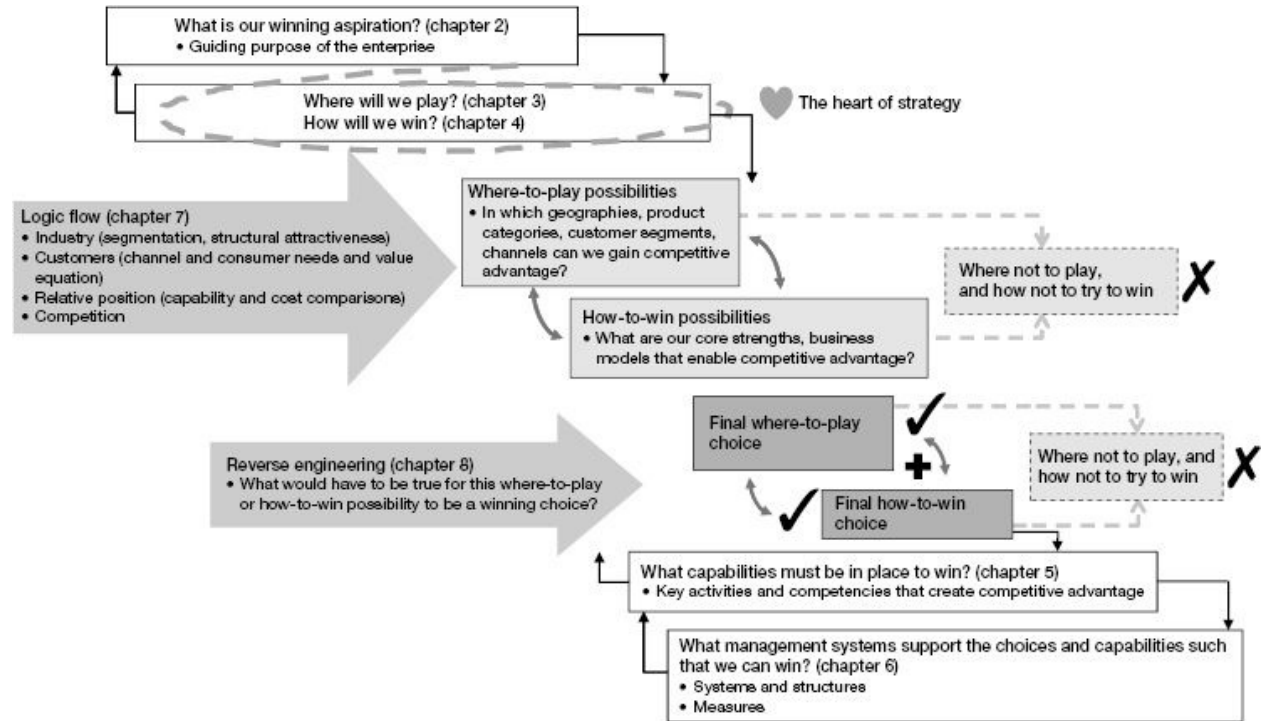 What is our winning aspiration? (chapter 2)
• Guiding purpose of the enterprise
Where will we play? (chapter 3)
How will we win? (chapter 4)
The heart of strategy
Logic flow (chapter 7)
• Industry (segmentation, structural attractiveness)
• Customers (channel and consumer needs and value
equation)
• Relative position (capability and cost comparisons)
• Competition
Where-to-play possibilities
• In which geographies, product
categories, customer segments,
channels can we gain competitive
advantage?
How-to-win possibilities
• What are our core strengths, business
models that enable competitive advantage?
Where not to play,
and how not to try to win
Reverse engineering (chapter 8)
• What would have to be true for this where-to-play
or how-to-win possibility to be a winning choice?
Final where-to-play
choice
Final how-to-win
choice
Where not to play, and
how not to try to win
What capabilities must be in place to win? (chapter 5)
• Key activities and competencies that create competitive advantage
What management systems support the choices and capabilities such
that we can win? (chapter 6)
• Systems and structures
• Measures